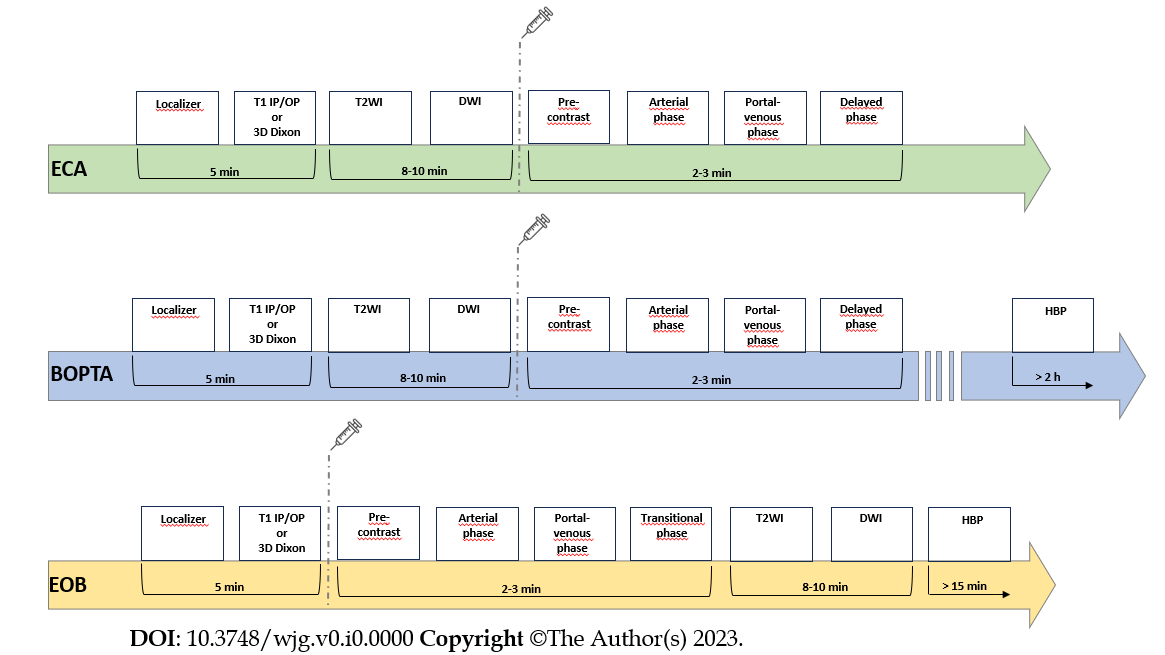 Localizer
T1 IP/OP
or
3D Dixon
T2WI
DWI
Pre-
contrast
Arterial
phase
Portal-
venous
phase
Delayed
phase
ECA
5 min
8-10 min
2-3 min
Localizer
T1 IP/OP
or
3D Dixon
T2WI
DWI
Pre-
contrast
Arterial
phase
Portal-
venous
phase
Delayed
phase
HBP
BOPTA
5 min
8-10 min
2-3 min
> 2 h
Localizer
T1 IP/OP
or
3D Dixon
Pre-
contrast
Arterial
phase
Portal-
venous
phase
Transitional
phase
T2WI
DWI
HBP
EOB
5 min
2-3 min
8-10 min
> 15 min
DOI: 10.3748/wjg.v0.i0.0000 Copyright ©The Author(s) 2023.